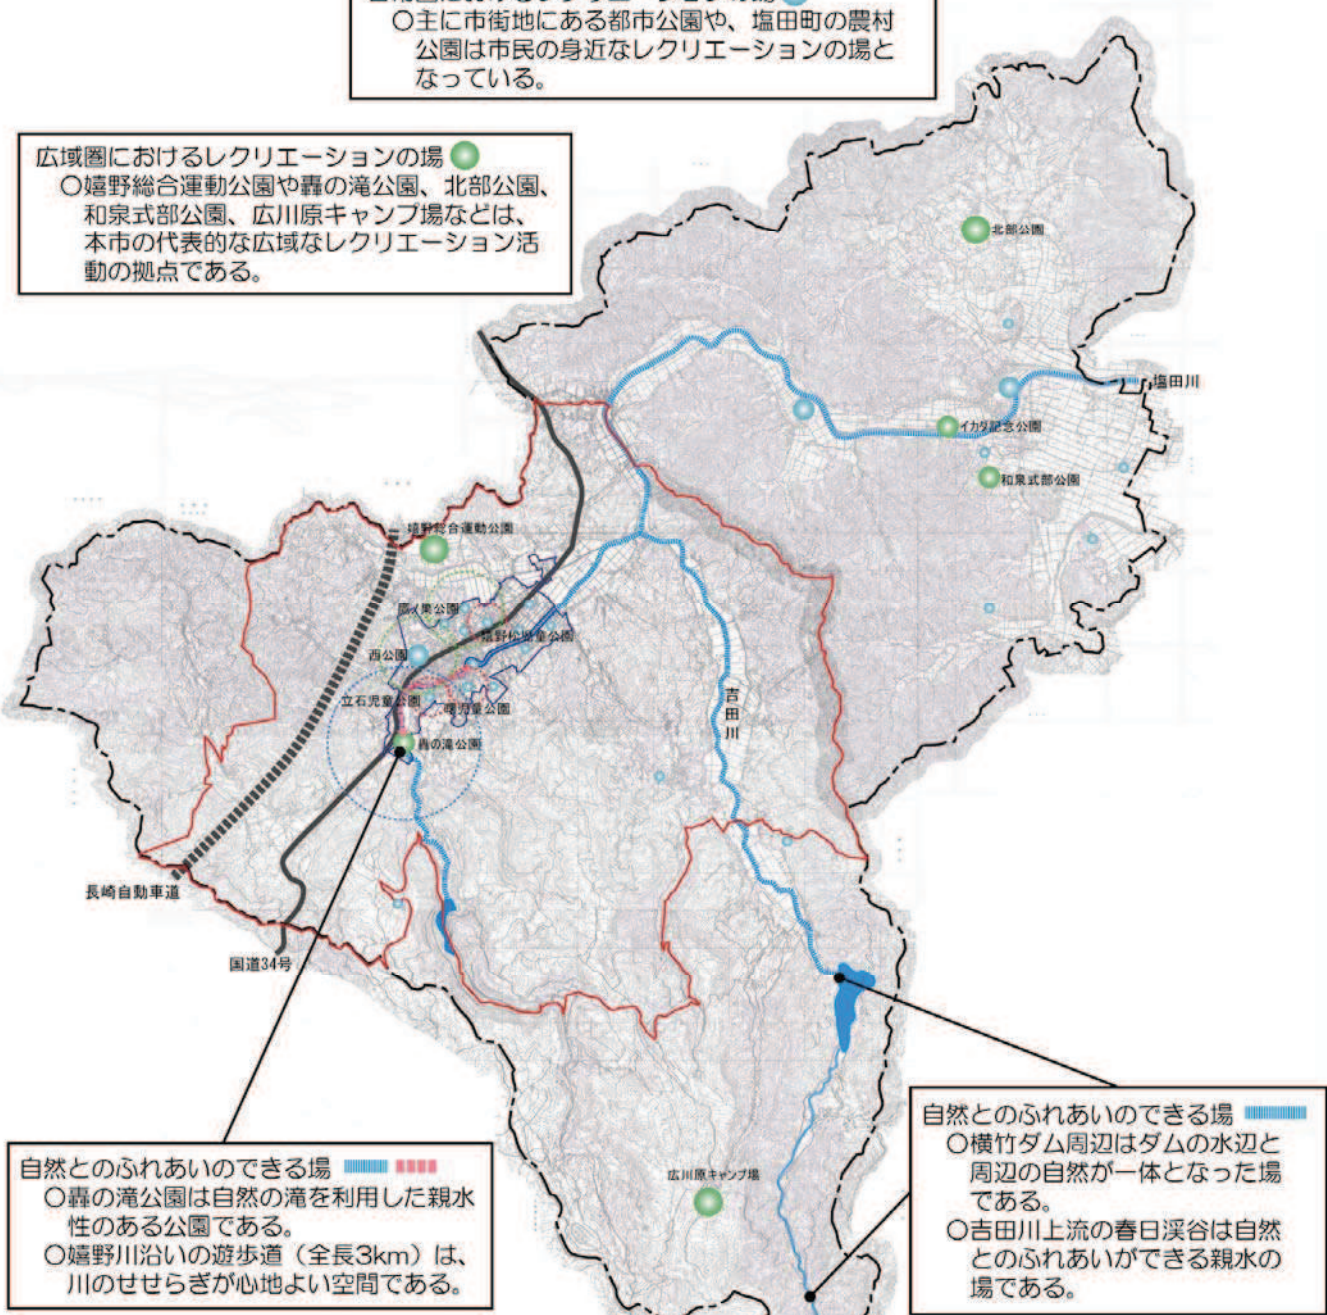 ○主に市街地にある都市公園や、塩田町の農村
公園は市民の身近なレクリエーションの場と
なっている。
広域圏におけるレクリエーションの場
○嬉野総合運動公園や轟の滝公園、北部公園、
和泉式部公園、広川原キャンプ場などは、
本市の代表的な広域なレクリエーション活
動の拠点である。
北部公園
塩田川
イカダ記念公園
和泉式部公園
嬉野総合運動公園
西公園
立石児童公園
轟の滝公園
吉田川
長崎自動車道
国道34号
広川原キャンプ場
自然とのふれあいのできる場
○轟の滝公園は自然の滝を利用した親水
性のある公園である。
○嬉野川沿いの遊歩道（全長3km）は、
川のせせらぎが心地よい空間である。
自然とのふれあいのできる場
○横竹ダム周辺はダムの水辺と
周辺の自然が一体となった場
である。
○吉田川上流の春日渓谷は自然
とのふれあいができる親水の
場である。